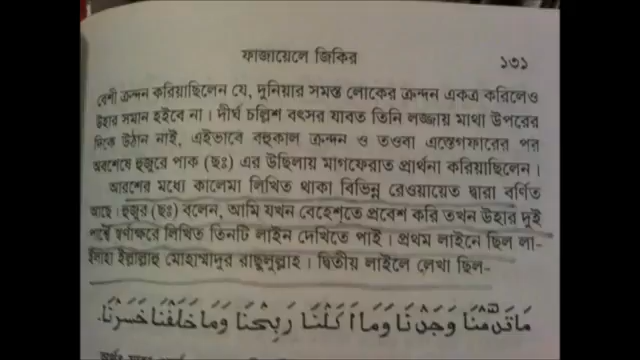 ফাজায়েলে জিকির ১৩১
বেশী ক্রন্দন করিয়াছিলেন যে, দুনিয়ার সমস্ত লোকের ক্রন্দন একত্র করিলেও
উহার সমান হইবে না। দীর্ঘ চল্লিশ বৎসর যাবত তিনি লজ্জায় মাথা উপরের
দিকে উঠান নাই, এইভাবে বহুকাল ক্রন্দন ও তওবা এস্তেগফারের পর
অবশেষে হুজুরে পাক (ছঃ) এর উছিলায় মাগফেরাত প্রার্থনা করিয়াছিলেন।
আরশের মধ্যে কালেমা লিখিত থাকা বিভিন্ন রেওয়ায়েত দ্বারা বর্ণিত
আছে। হুজুর (ছঃ) বলেন, আমি যখন বেহেশ্‌তে প্রবেশ করি তখন উহার দুই
পার্শ্বে স্বর্ণাক্ষরে লিখিত তিনটি লাইন দেখিতে পাই। প্রথম লাইনে ছিল লা-
ইলাহা ইল্লাল্লাহু মোহাম্মাদুর রাছুলুল্লাহ। দ্বিতীয় লাইলে লেখা ছিল-
مَا قَدَّمْنَا وَجَدْنَا وَمَا أَكَلْنَا رَبِحْنَا وَمَا خَلَفْنَا خَسِرْنَا.